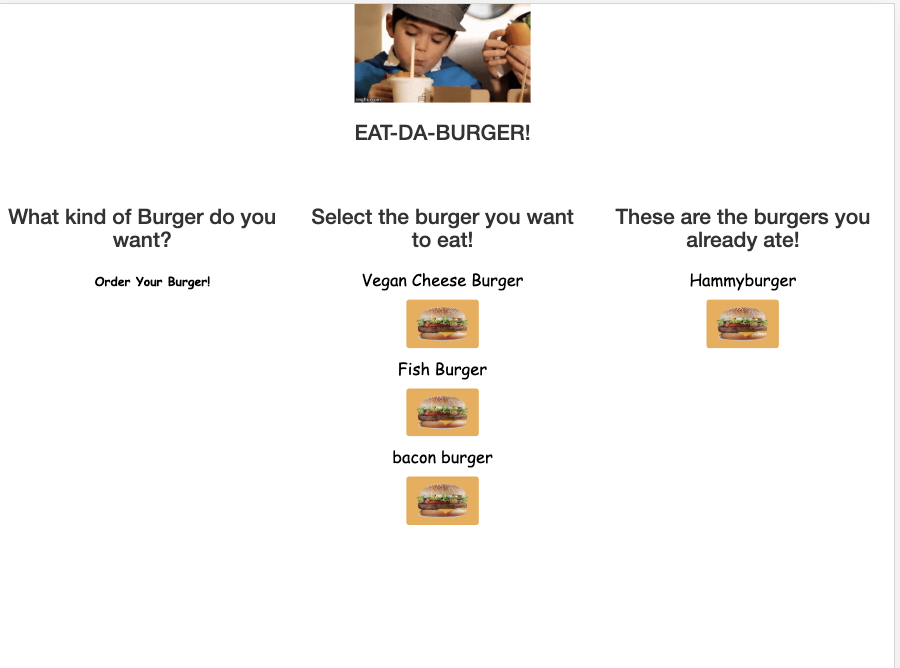 imgflip.com
EAT-DA-BURGER!
What kind of Burger do you
want?
Order Your Burger!
Select the burger you want
to eat!
Vegan Cheese Burger
Fish Burger
bacon burger
These are the burgers you
already ate!
Hammyburger